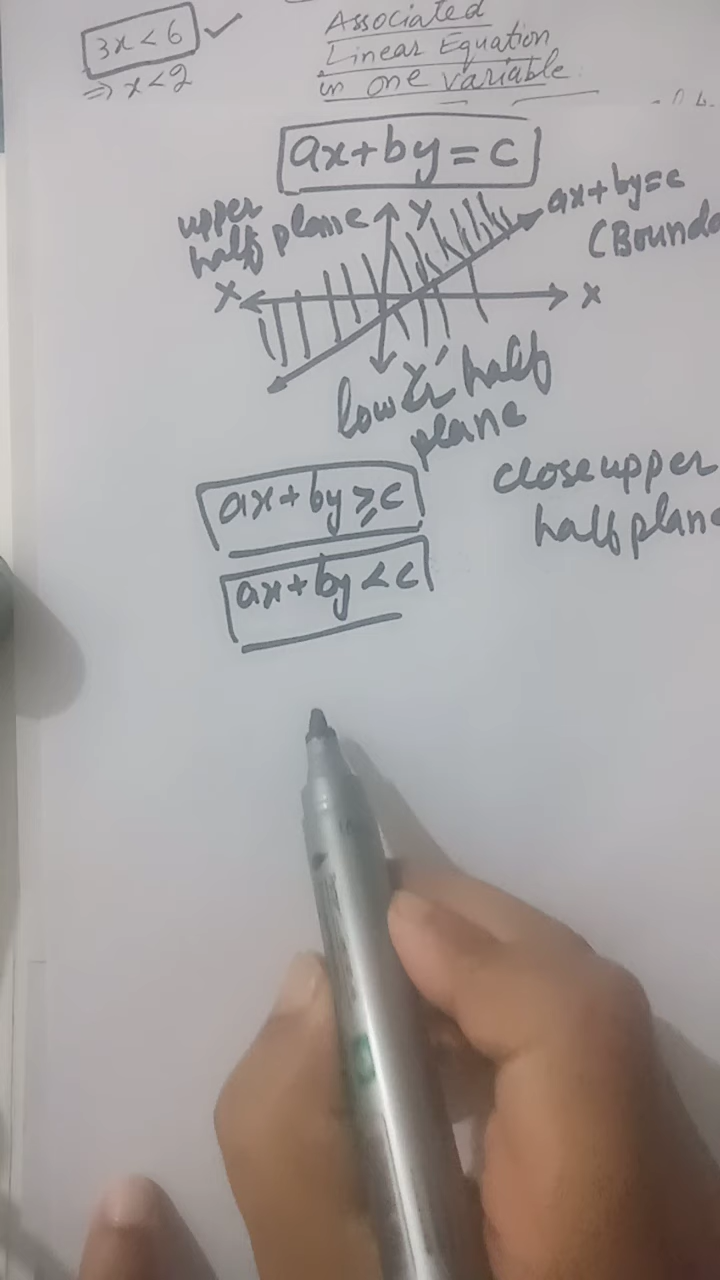 3x < 6
⇒ x < 2
Associated
Linear Equation
in one variable.
ax + by = c
upper
half plane
Y
ax + by = c
(Bound
X
X
Y'
lower half
plane
ax + by ≥ c
close upper
half plane
ax + by < c